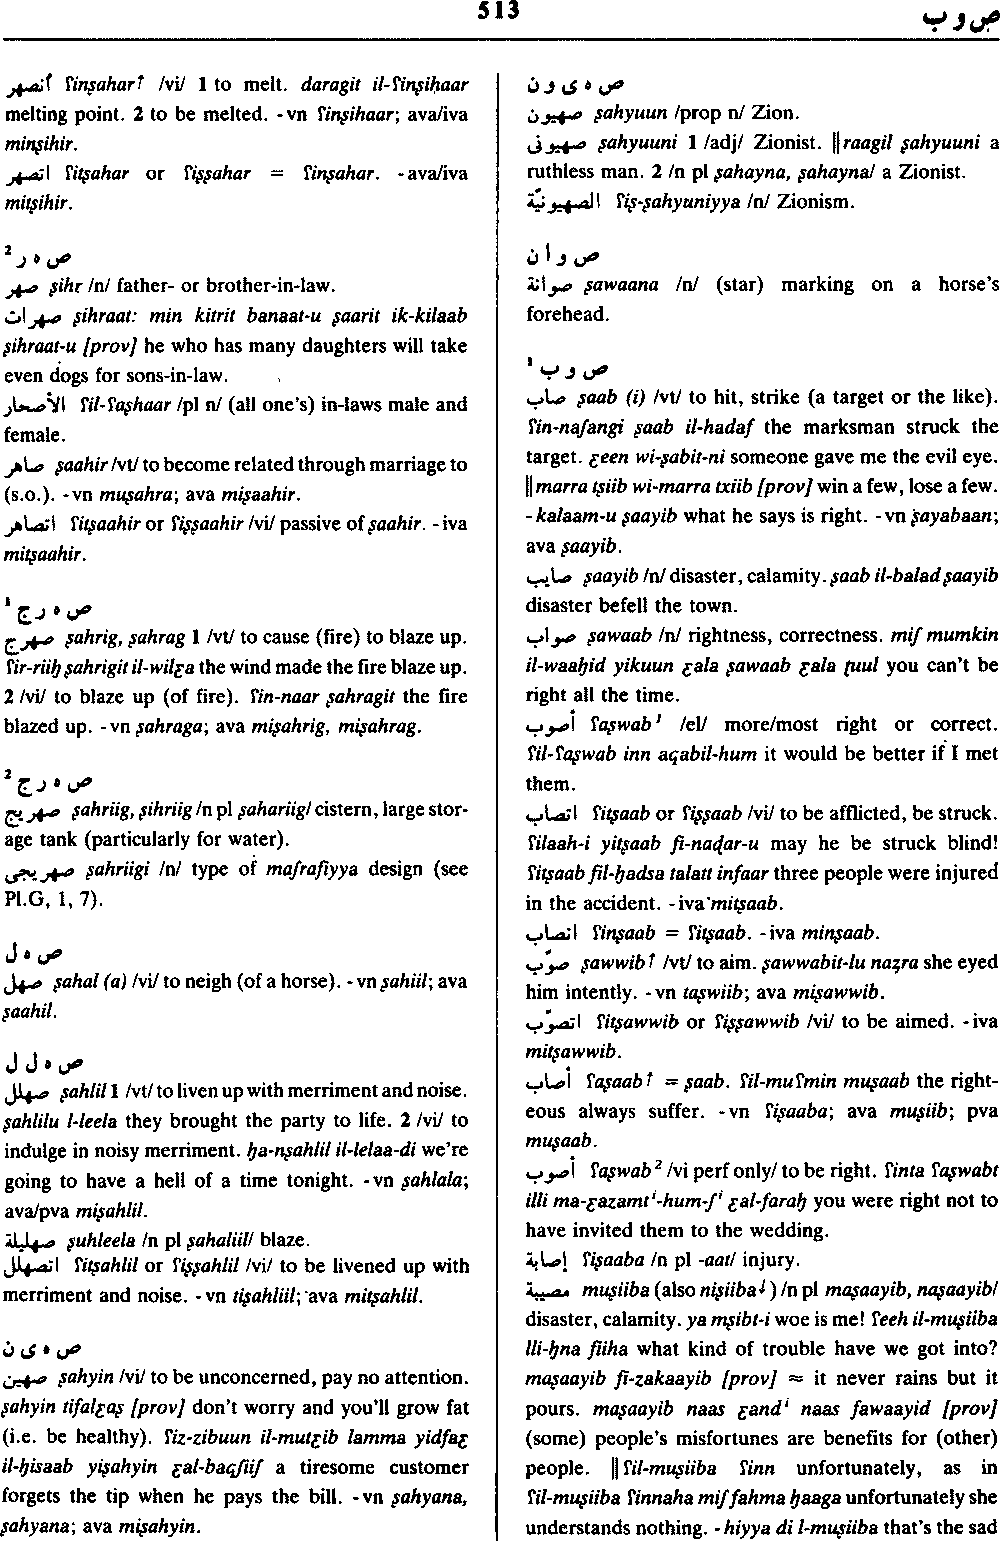 513
ص و ب
أنصهر ʕinṣahar↑ /vi/ 1 to melt. daragit il-ʕinṣihaar
melting point. 2 to be melted. -vn ʕinṣihaar; ava/iva
minṣihir.
اتصهر ʕitṣahar or ʕiṣṣahar = ʕinṣahar. -ava/iva
mitṣihir.
ص ه ر ²
صهر ṣihr /n/ father- or brother-in-law.
صهرات ṣihraat: min kitrit banaat-u ṣaarit ik-kilaab
ṣihraat-u [prov] he who has many daughters will take
even dogs for sons-in-law.
الأصهار ʕil-ʕaṣhaar /pl n/ (all one's) in-laws male and
female.
صاهر ṣaahir /vt/ to become related through marriage to
(s.o.). -vn muṣahra; ava miṣaahir.
اتصاهر ʕitṣaahir or ʕiṣṣaahir /vi/ passive of ṣaahir. -iva
mitṣaahir.
ص ه ر ج ¹
صهرج ṣahrig, ṣahrag 1 /vt/ to cause (fire) to blaze up.
ʕir-riiḥ ṣahrigit il-wilʿa the wind made the fire blaze up.
2 /vi/ to blaze up (of fire). ʕin-naar ṣahragit the fire
blazed up. -vn ṣahraga; ava miṣahrig, miṣahrag.
ص ه ر ج ²
صهريج ṣahriig, ṣihriig /n pl ṣahariig/ cistern, large stor-
age tank (particularly for water).
صهريجى ṣahriigi /n/ type of maʃrafiyya design (see
Pl.G, 1, 7).
ص ه ل
صهل ṣahal (a) /vi/ to neigh (of a horse). -vn ṣahiil; ava
ṣaahil.
ص ه ل ل
صهلل ṣahlil 1 /vt/ to liven up with merriment and noise.
ṣahlilu l-leela they brought the party to life. 2 /vi/ to
indulge in noisy merriment. ḥa-nṣahlil il-lelaa-di we're
going to have a hell of a time tonight. -vn ṣahlala;
ava/pva miṣahlil.
صهليلة ṣuhleela /n pl ṣahaliil/ blaze.
اتصهلل ʕitṣahlil or ʕiṣṣahlil /vi/ to be livened up with
merriment and noise. -vn tiṣahliil; ava mitṣahlil.
ص ه ى ن
صهين ṣahyin /vi/ to be unconcerned, pay no attention.
ṣahyin tifalʿaṣ [prov] don't worry and you'll grow fat
(i.e. be healthy). ʕiz-zibuun il-mutʿib lamma yidfaʿ
il-ḥisaab yiṣahyin ʿal-baqʃiiʃ a tiresome customer
forgets the tip when he pays the bill. -vn ṣahyana,
ṣahyana; ava miṣahyin.
ص ه ى و ن
صهيون ṣahyuun /prop n/ Zion.
صهيونى ṣahyuuni 1 /adj/ Zionist. ‖raagil ṣahyuuni a
ruthless man. 2 /n pl ṣahayna, ṣahayna/ a Zionist.
الصهيونيّة ʕiṣ-ṣahyuniyya /n/ Zionism.
ص و ا ن
صوانة ṣawaana /n/ (star) marking on a horse's
forehead.
ص و ب ¹
صاب ṣaab (i) /vt/ to hit, strike (a target or the like).
ʕin-naʃangi ṣaab il-hadaf the marksman struck the
target. ʿeen wi-ṣabit-ni someone gave me the evil eye.
‖marra tṣiib wi-marra txiib [prov] win a few, lose a few.
-kalaam-u ṣaayib what he says is right. -vn ṣayabaan;
ava ṣaayib.
صايب ṣaayib /n/ disaster, calamity. ṣaab il-balad ṣaayib
disaster befell the town.
صواب ṣawaab /n/ rightness, correctness. miʃ mumkin
il-waaḥid yikuun ʿala ṣawaab ʿala ṭuul you can't be
right all the time.
أصوب ʕaṣwab¹ /el/ more/most right or correct.
ʕil-ʕaṣwab inn aqabil-hum it would be better if I met
them.
اتصاب ʕitṣaab or ʕiṣṣaab /vi/ to be afflicted, be struck.
ʕilaah-i yitṣaab fi-naḍar-u may he be struck blind!
ʕitṣaab fil-ḥadsa talatt infaar three people were injured
in the accident. -iva mitṣaab.
انصاب ʕinṣaab = ʕitṣaab. -iva minṣaab.
صوّب ṣawwib↑ /vt/ to aim. ṣawwabit-lu naẓra she eyed
him intently. -vn taṣwiib; ava miṣawwib.
اتصوّب ʕitṣawwib or ʕiṣṣawwib /vi/ to be aimed. -iva
mitṣawwib.
أصاب ʕaṣaab↑ = ṣaab. ʕil-muʕmin muṣaab the right-
eous always suffer. -vn ʕiṣaaba; ava muṣiib; pva
muṣaab.
أصوب ʕaṣwab² /vi perf only/ to be right. ʕinta ʕaṣwabt
illi ma-ʿazamtⁱ-hum-ʃⁱ ʿal-faraḥ you were right not to
have invited them to the wedding.
إصابة ʕiṣaaba /n pl -aat/ injury.
مصيبة muṣiiba (also niṣiiba↓) /n pl maṣaayib, naṣaayib/
disaster, calamity. ya mṣibt-i woe is me! ʕeeh il-muṣiiba
lli-ḥna fiiha what kind of trouble have we got into?
maṣaayib fi-zakaayib [prov] ≈ it never rains but it
pours. maṣaayib naas ʿandⁱ naas fawaayid [prov]
(some) people's misfortunes are benefits for (other)
people. ‖ʕil-muṣiiba ʕinn unfortunately, as in
ʕil-muṣiiba ʕinnaha miʃ fahma ḥaaga unfortunately she
understands nothing. -hiyya di l-muṣiiba that's the sad